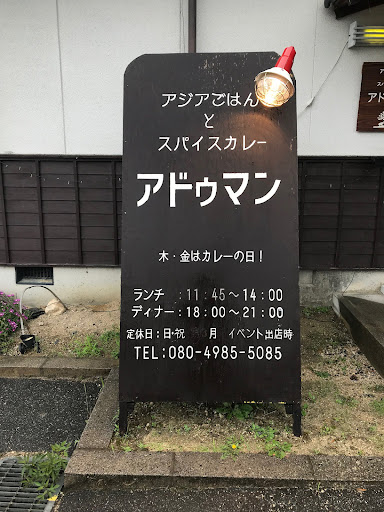 アジアごはん
と
スパイスカレー
アドゥマン
木・金はカレーの日！
ランチ　：11：45～14：00
ディナー：18：00～21：00
定休日：日・祝　月　イベント出店時
TEL：080-4985-5085